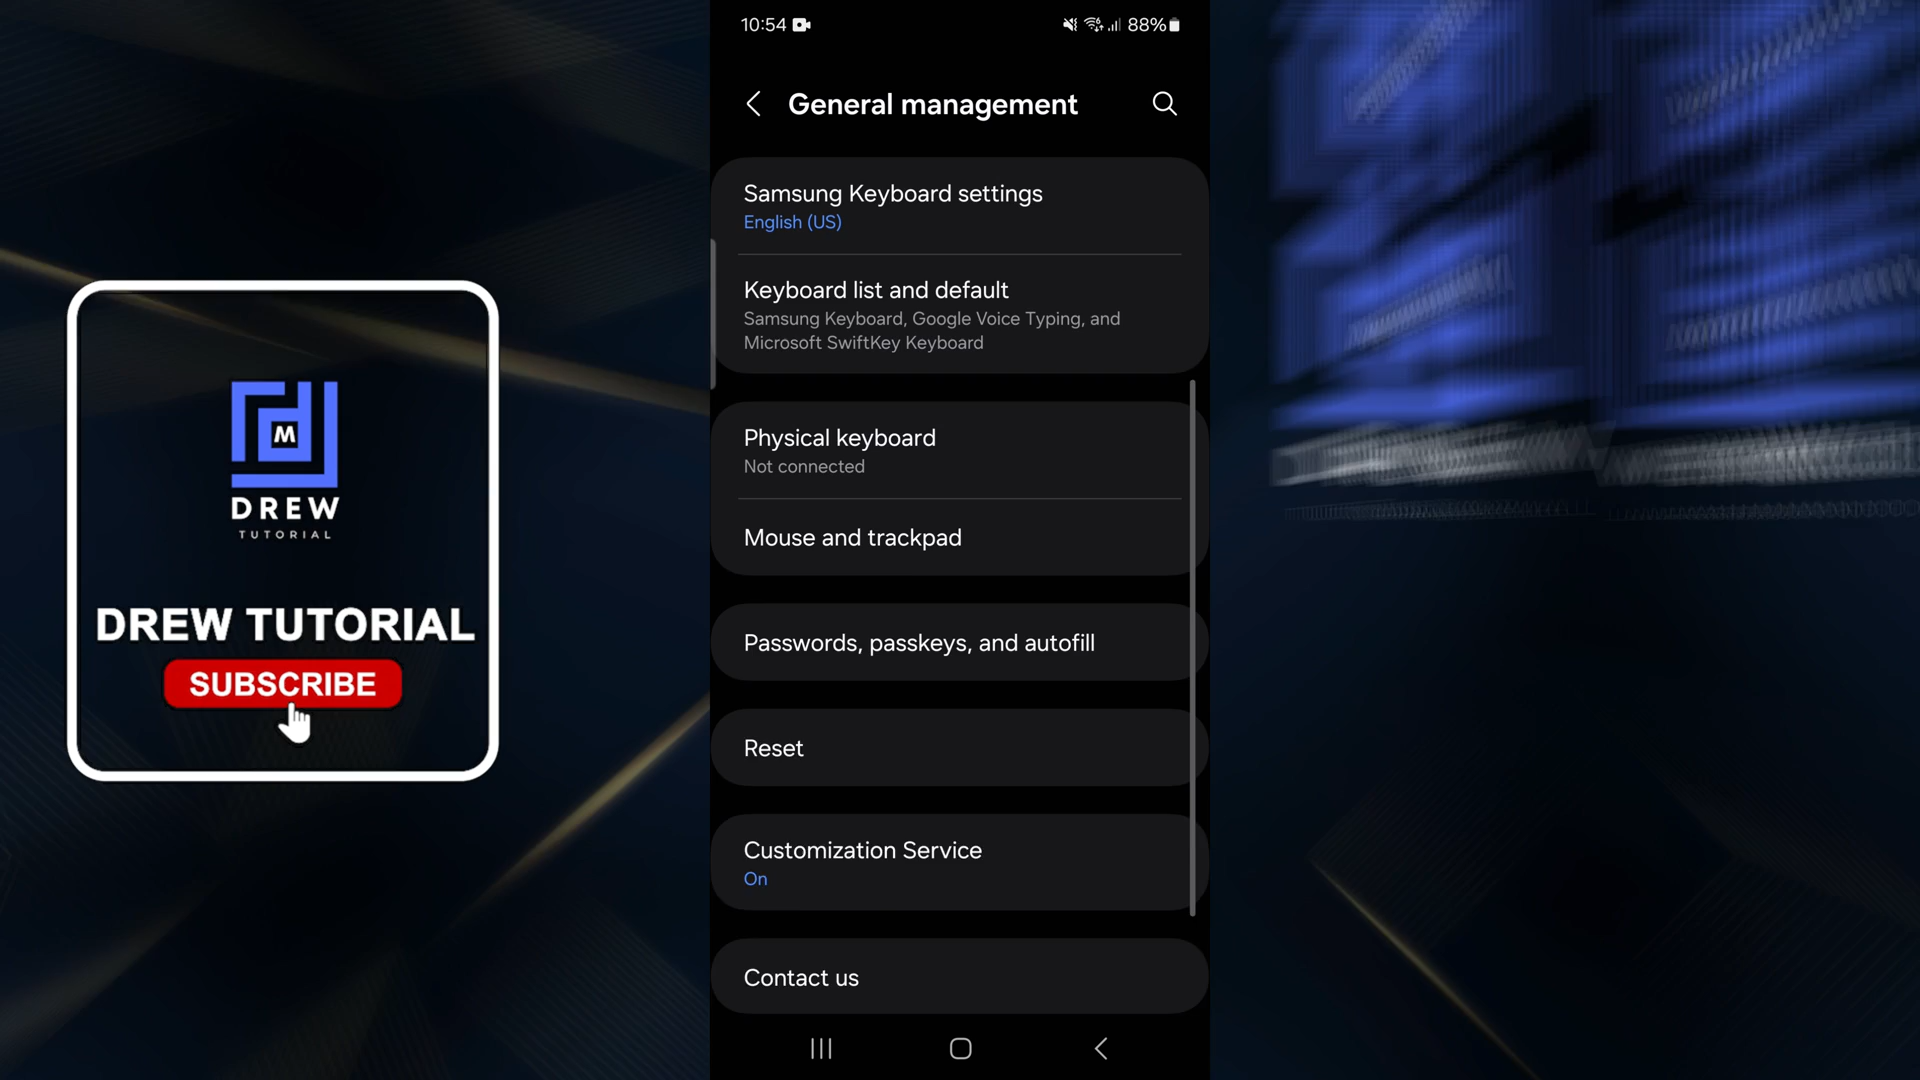 10:54
88%
General management
Samsung Keyboard settings
English (US)
Keyboard list and default
Samsung Keyboard, Google Voice Typing, and
Microsoft SwiftKey Keyboard
Physical keyboard
Not connected
Mouse and trackpad
Passwords, passkeys, and autofill
Reset
Customization Service
On
Contact us
M
DREW
TUTORIAL
DREW TUTORIAL
SUBSCRIBE